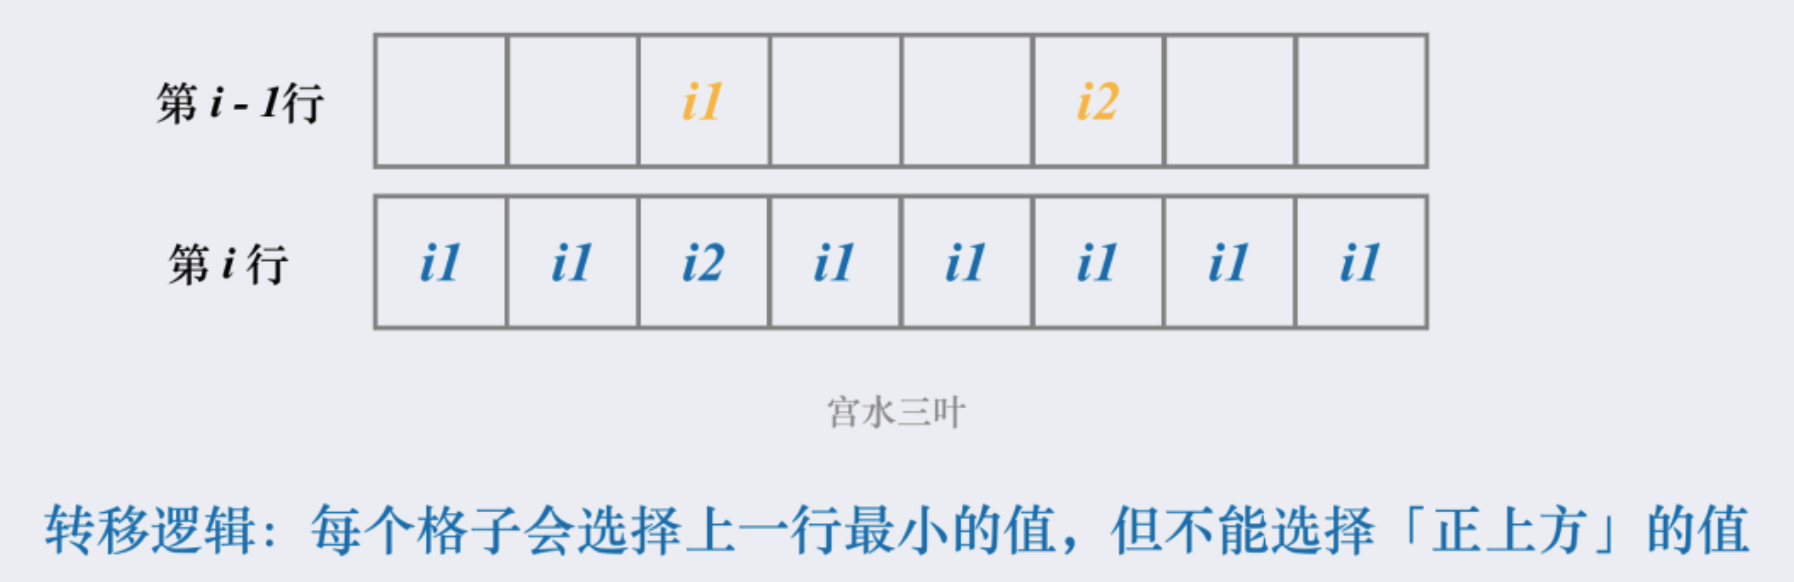 第 i - 1行 i1 i2
第 i 行 i1 i1 i2 i1 i1 i1 i1 i1
宫水三叶
转移逻辑：每个格子会选择上一行最小的值，但不能选择「正上方」的值